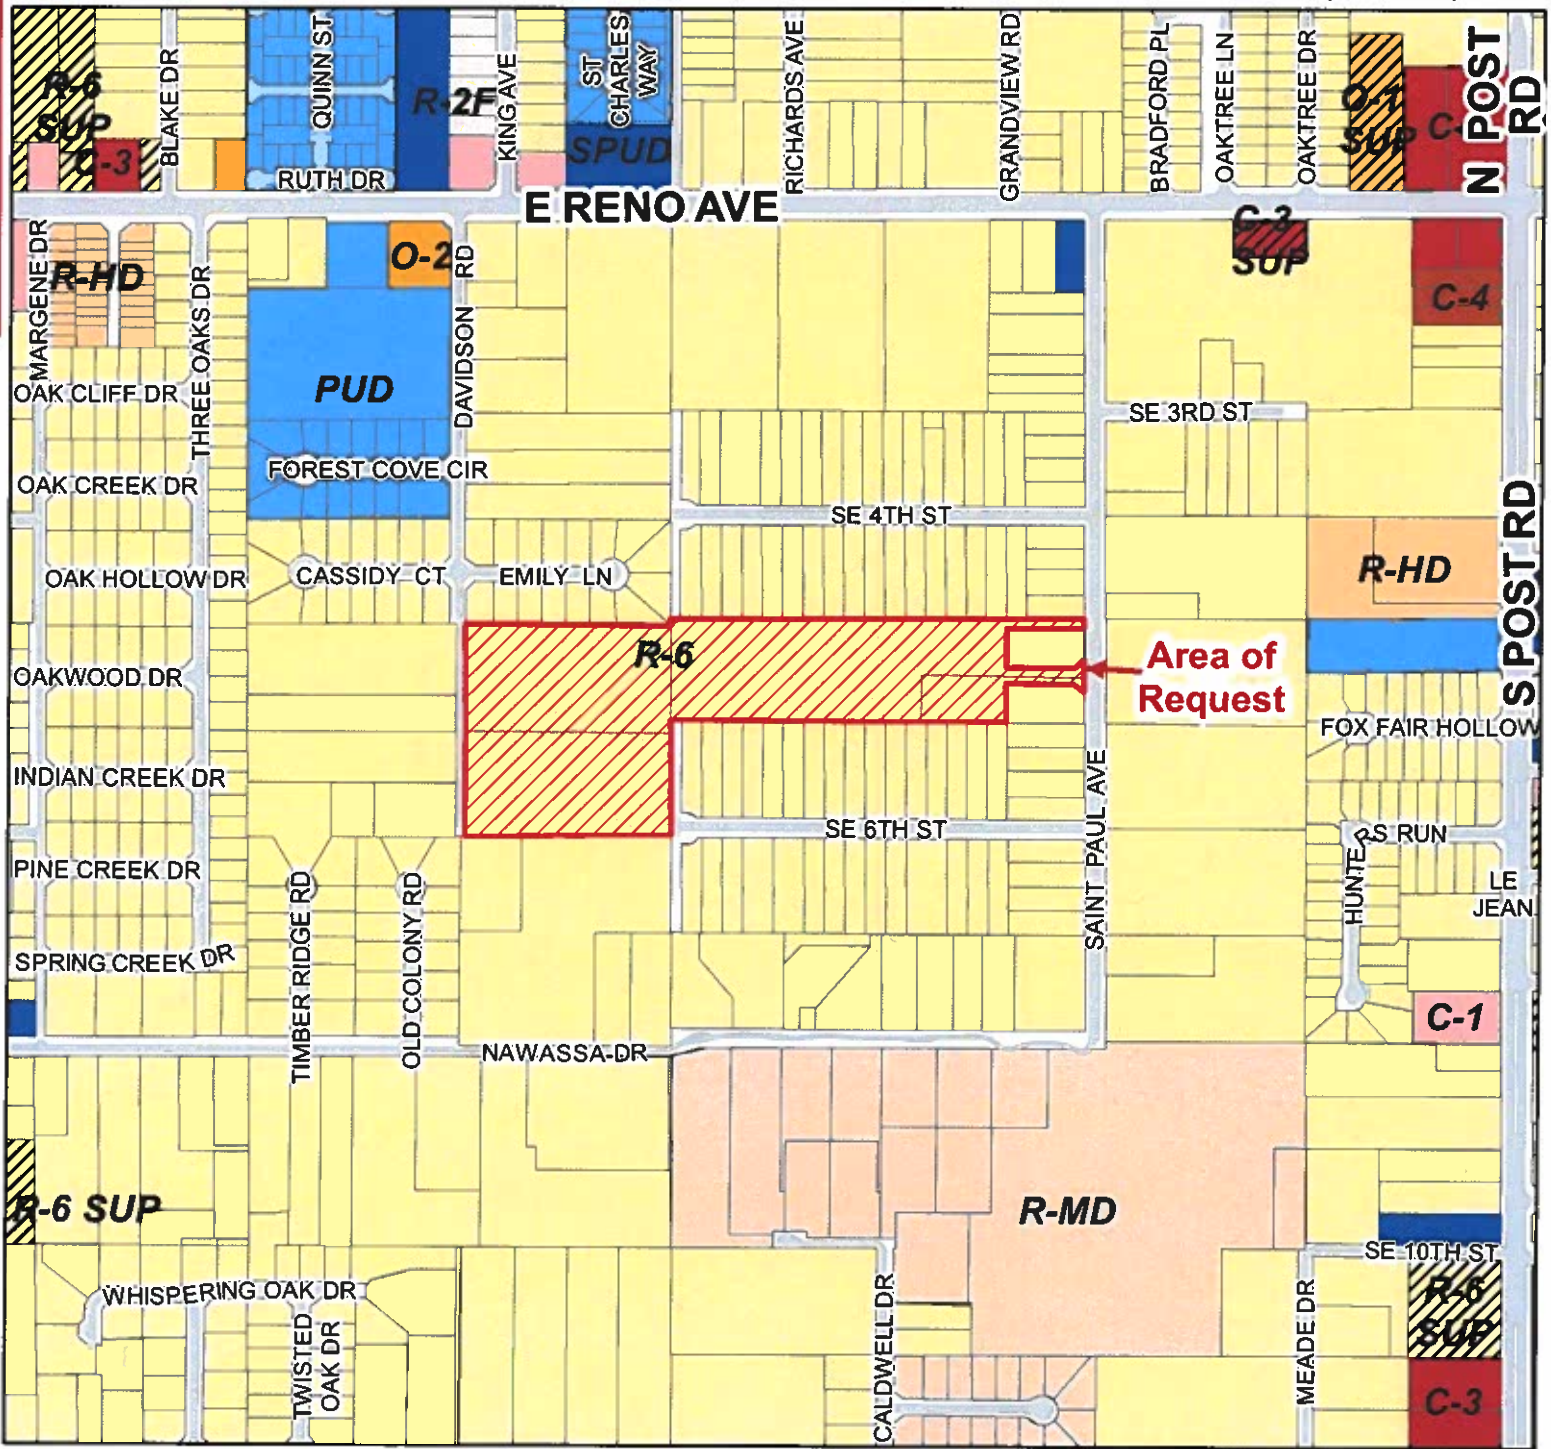 R-6
SUP
C-3
BLAKE DR
QUINN ST
RUTH DR
R-2F
KING AVE
ST
CHARLES
WAY
SPUD
RICHARDS AVE
GRANDVIEW RD
BRADFORD PL
OAKTREE LN
OAKTREE DR
O-1
SUP
N POST
RD
E RENO AVE
MARGENE DR
R-HD
THREE OAKS DR
O-2
DAVIDSON RD
PUD
C-3
SUP
C-4
OAK CLIFF DR
SE 3RD ST
FOREST COVE CIR
OAK CREEK DR
SE 4TH ST
S POST RD
OAK HOLLOW DR
CASSIDY CT
EMILY LN
R-HD
R-6
Area of
Request
OAKWOOD DR
FOX FAIR HOLLOW
INDIAN CREEK DR
SAINT PAUL AVE
SE 6TH ST
HUNTERS RUN
PINE CREEK DR
TIMBER RIDGE RD
OLD COLONY RD
LE
JEAN
SPRING CREEK DR
C-1
NAWASSA DR
R-6 SUP
R-MD
SE 10TH ST
WHISPERING OAK DR
TWISTED
OAK DR
CALDWELL DR
MEADE DR
R-6
SUP
C-3